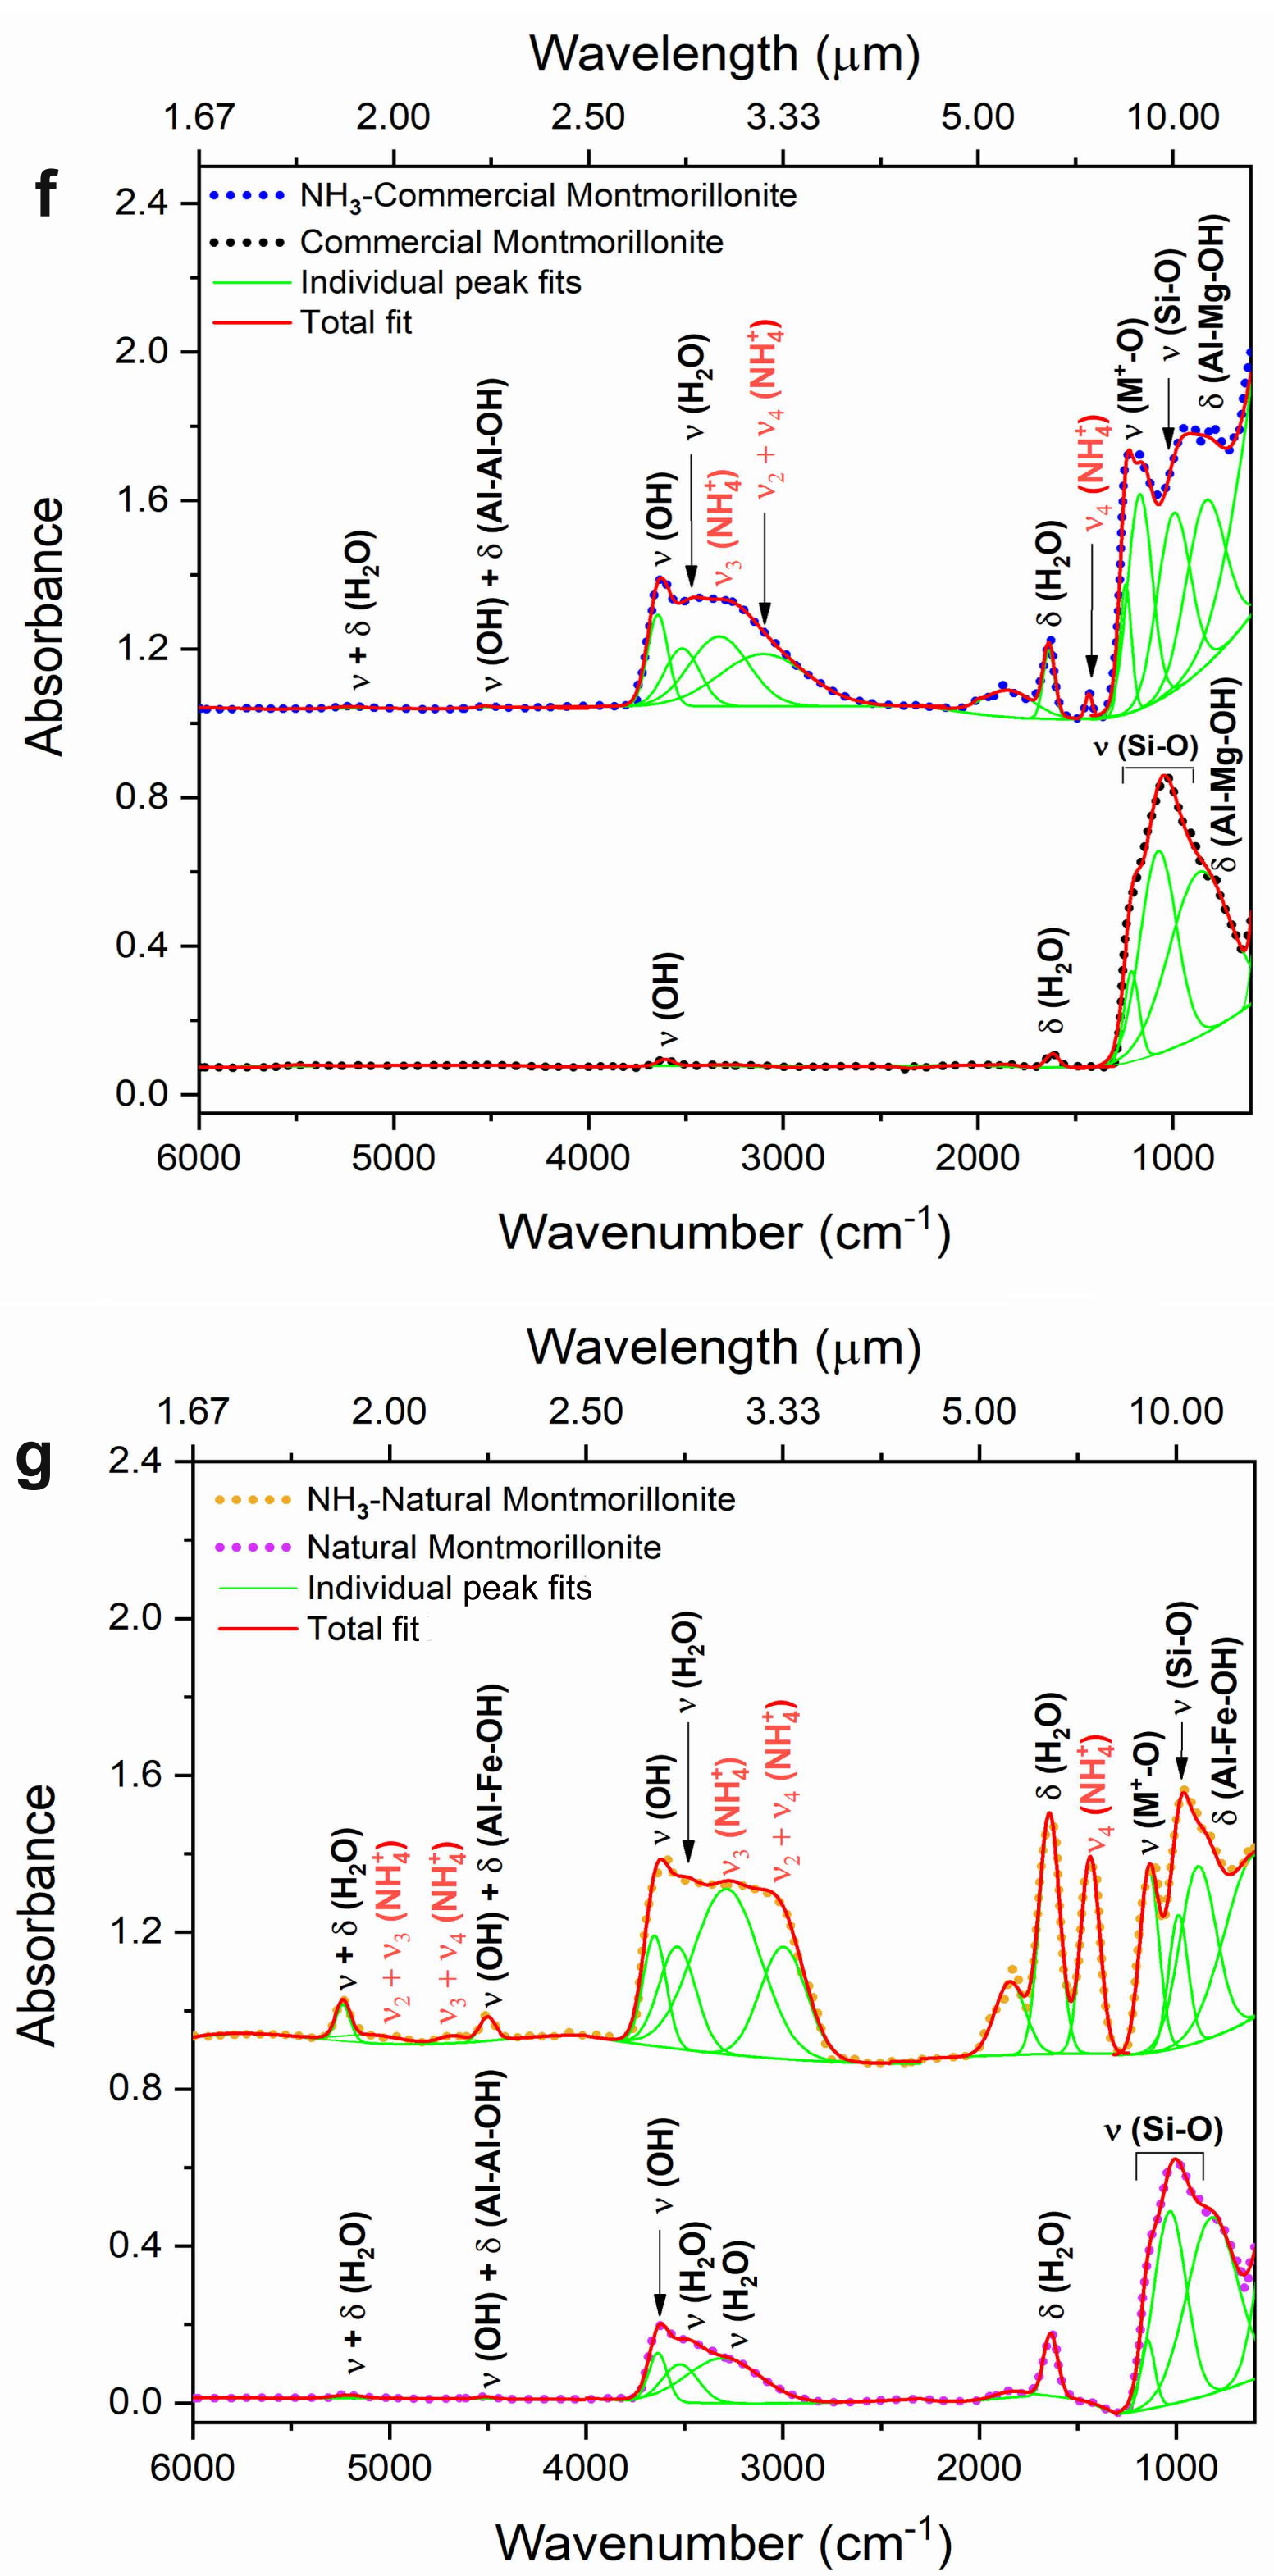 Wavelength (μm)
1.67 2.00 2.50 3.33 5.00 10.00
f
NH₃-Commercial Montmorillonite
Commercial Montmorillonite
Individual peak fits
Total fit
Absorbance
2.4
2.0
1.6
1.2
0.8
0.4
0.0
ν + δ (H₂O)
ν (OH) + δ (Al-Al-OH)
ν (OH)
ν (H₂O)
ν₃ (NH₄⁺)
ν₂ + ν₄ (NH₄⁺)
δ (H₂O)
ν₄ (NH₄⁺)
ν (M⁺-O)
ν (Si-O)
δ (Al-Mg-OH)
ν (OH)
δ (H₂O)
ν (Si-O)
δ (Al-Mg-OH)
6000 5000 4000 3000 2000 1000
Wavenumber (cm⁻¹)
Wavelength (μm)
1.67 2.00 2.50 3.33 5.00 10.00
g
NH₃-Natural Montmorillonite
Natural Montmorillonite
Individual peak fits
Total fit
Absorbance
2.4
2.0
1.6
1.2
0.8
0.4
0.0
ν + δ (H₂O)
ν₂ + ν₃ (NH₄⁺)
ν₃ + ν₄ (NH₄⁺)
ν (OH) + δ (Al-Fe-OH)
ν (OH)
ν (H₂O)
ν₃ (NH₄⁺)
ν₂ + ν₄ (NH₄⁺)
δ (H₂O)
ν₄ (NH₄⁺)
ν (M⁺-O)
ν (Si-O)
δ (Al-Fe-OH)
ν + δ (H₂O)
ν (OH) + δ (Al-Al-OH)
ν (OH)
ν (H₂O)
ν (H₂O)
δ (H₂O)
ν (Si-O)
6000 5000 4000 3000 2000 1000
Wavenumber (cm⁻¹)